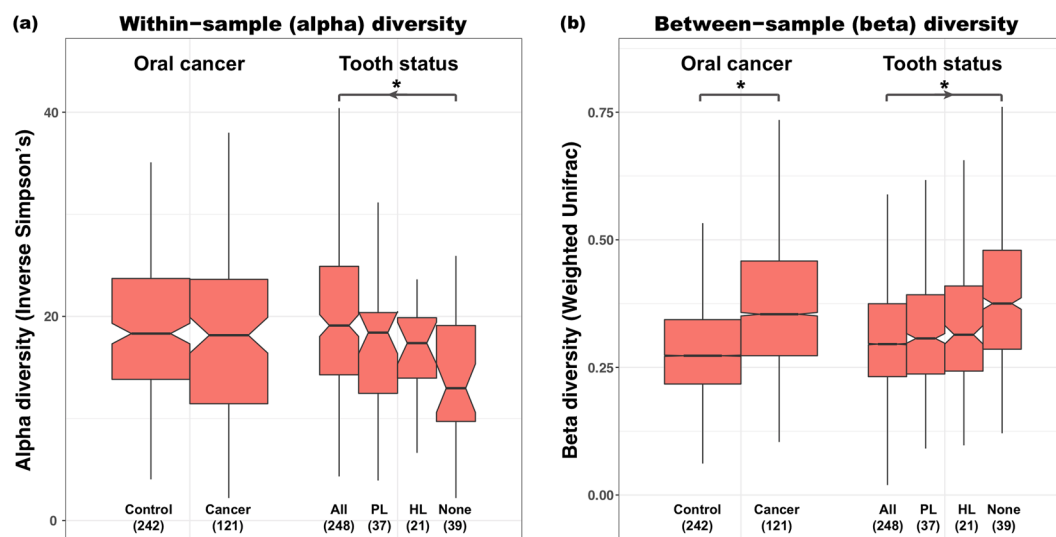 (a)
Within−sample (alpha) diversity
Oral cancer
Tooth status
*
Alpha diversity (Inverse Simpson's)
40
20
0
Control
(242)
Cancer
(121)
All
(248)
PL
(37)
HL
(21)
None
(39)
(b)
Between−sample (beta) diversity
Oral cancer
Tooth status
*
*
Beta diversity (Weighted Unifrac)
0.75
0.50
0.25
0.00
Control
(242)
Cancer
(121)
All
(248)
PL
(37)
HL
(21)
None
(39)